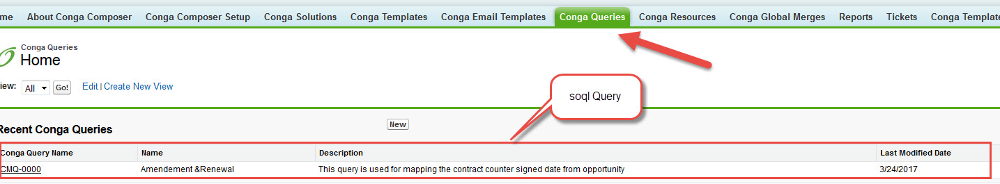 me About Conga Composer Conga Composer Setup Conga Solutions Conga Templates Conga Email Templates Conga Queries Conga Resources Conga Global Merges Reports Tickets Conga Template
Conga Queries
Home
iew: All Go! Edit | Create New View
soql Query
Recent Conga Queries New
Conga Query Name Name Description Last Modified Date
CMQ-0000 Amendement &Renewal This query is used for mapping the contract counter signed date from opportunity 3/24/2017